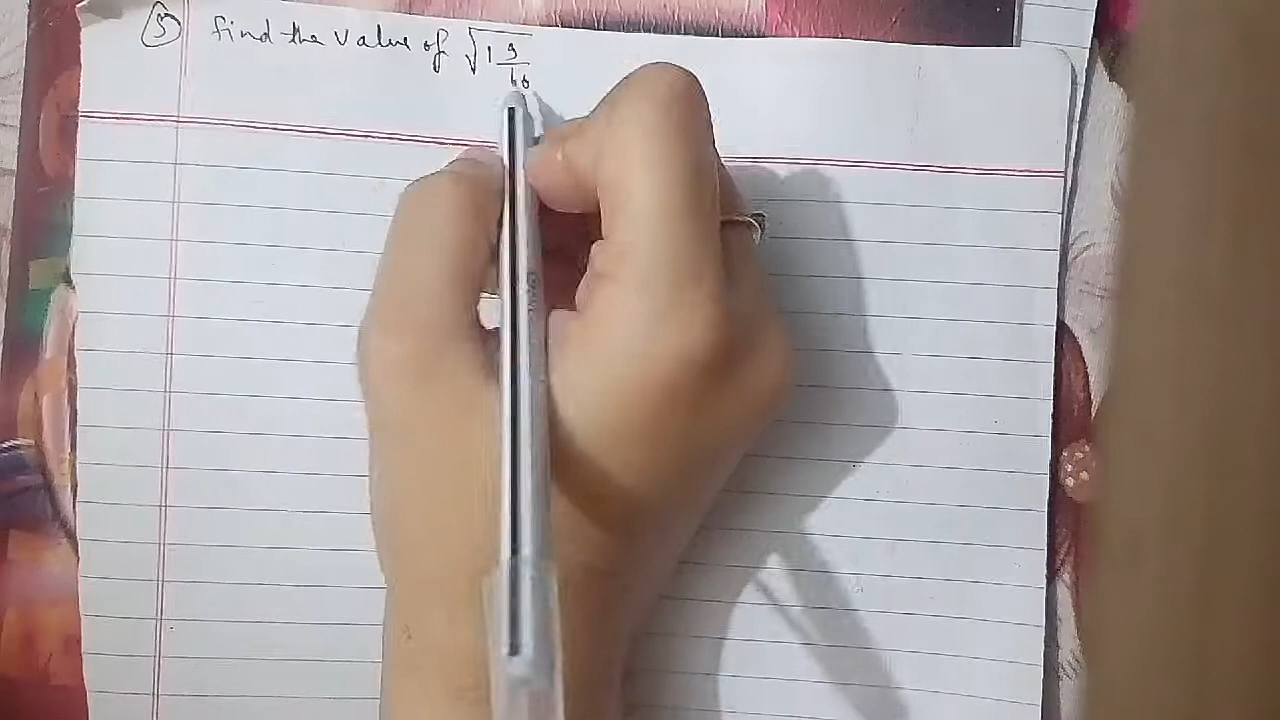 (5) find the value of √1 9/16